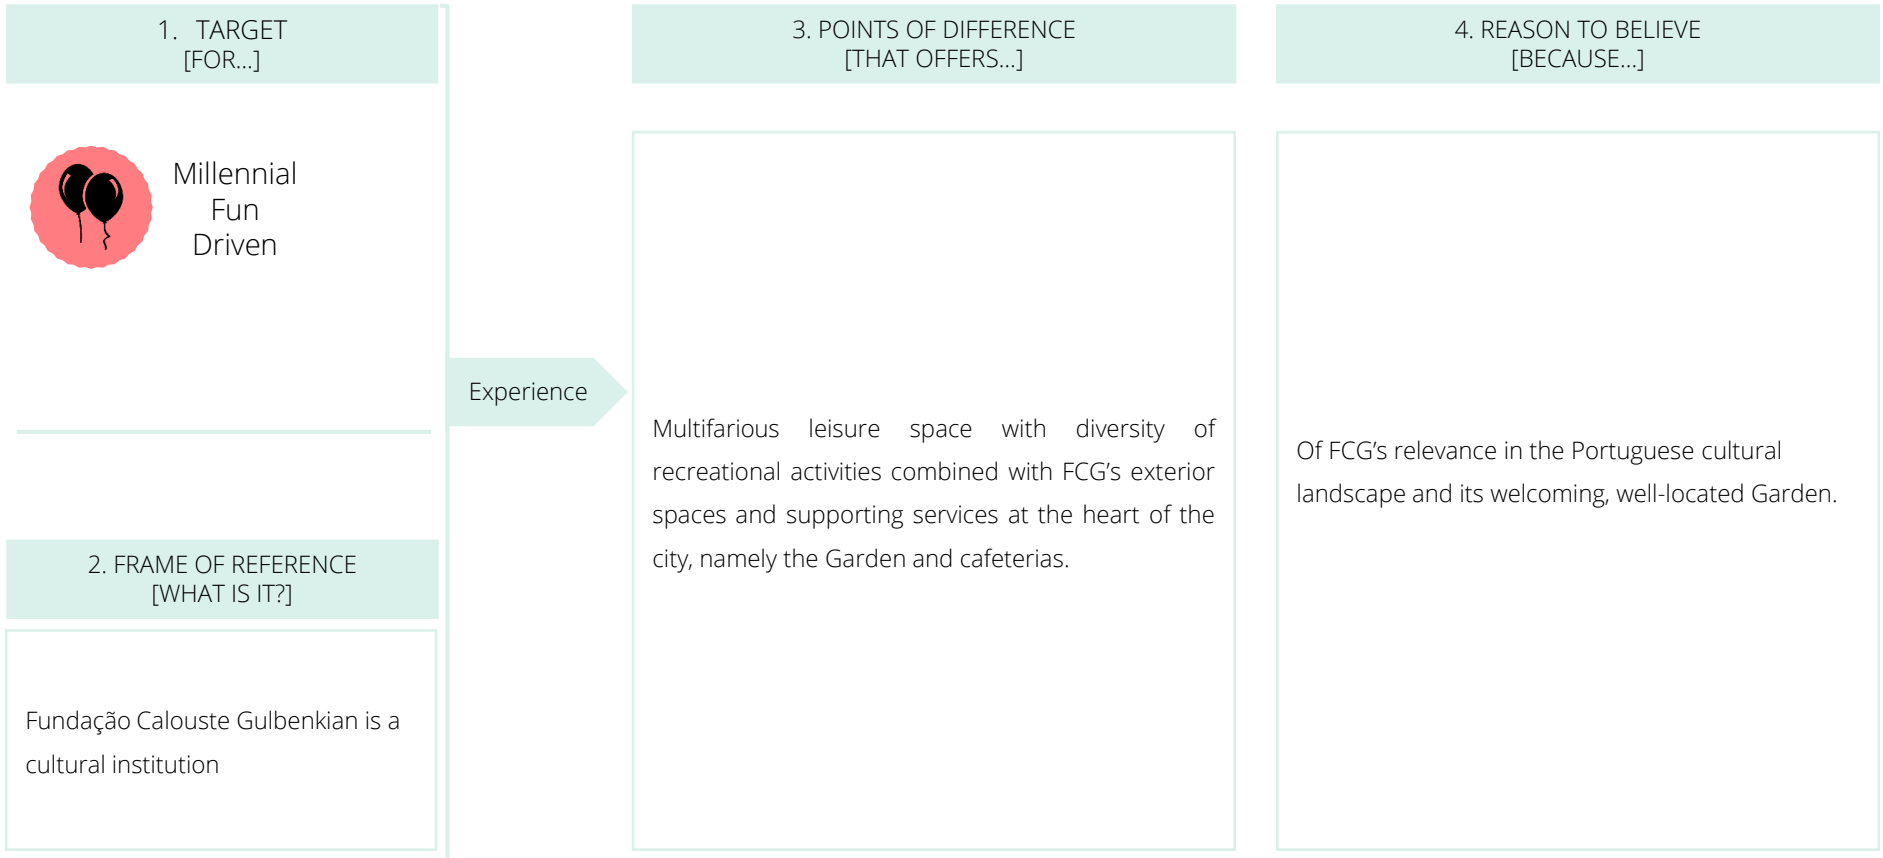 1. TARGET
[FOR…]
Millennial
Fun
Driven
2. FRAME OF REFERENCE
[WHAT IS IT?]
Fundação Calouste Gulbenkian is a
cultural institution
Experience
3. POINTS OF DIFFERENCE
[THAT OFFERS…]
Multifarious leisure space with diversity of
recreational activities combined with FCG’s exterior
spaces and supporting services at the heart of the
city, namely the Garden and cafeterias.
4. REASON TO BELIEVE
[BECAUSE…]
Of FCG’s relevance in the Portuguese cultural
landscape and its welcoming, well-located Garden.